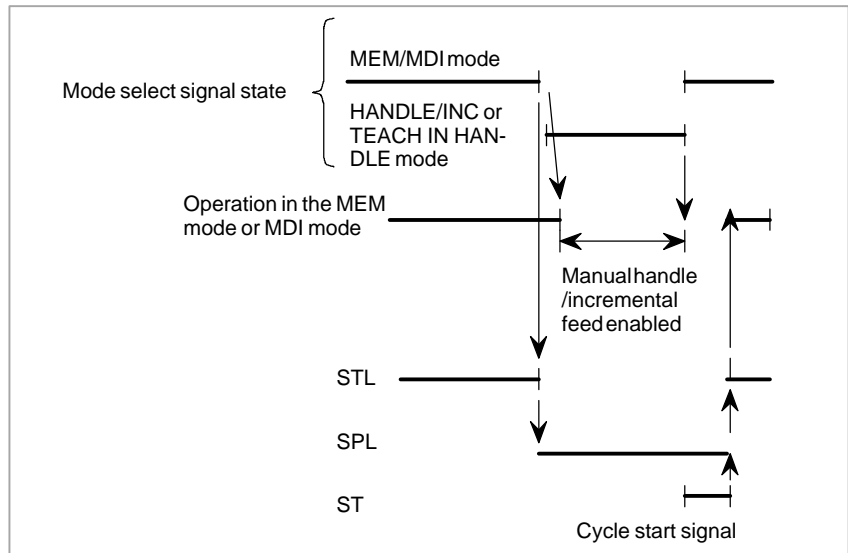 MEM/MDI mode
Mode select signal state
HANDLE/INC or
TEACH IN HAN-
DLE mode
Operation in the MEM
mode or MDI mode
Manual handle
/incremental
feed enabled
STL
SPL
ST
Cycle start signal